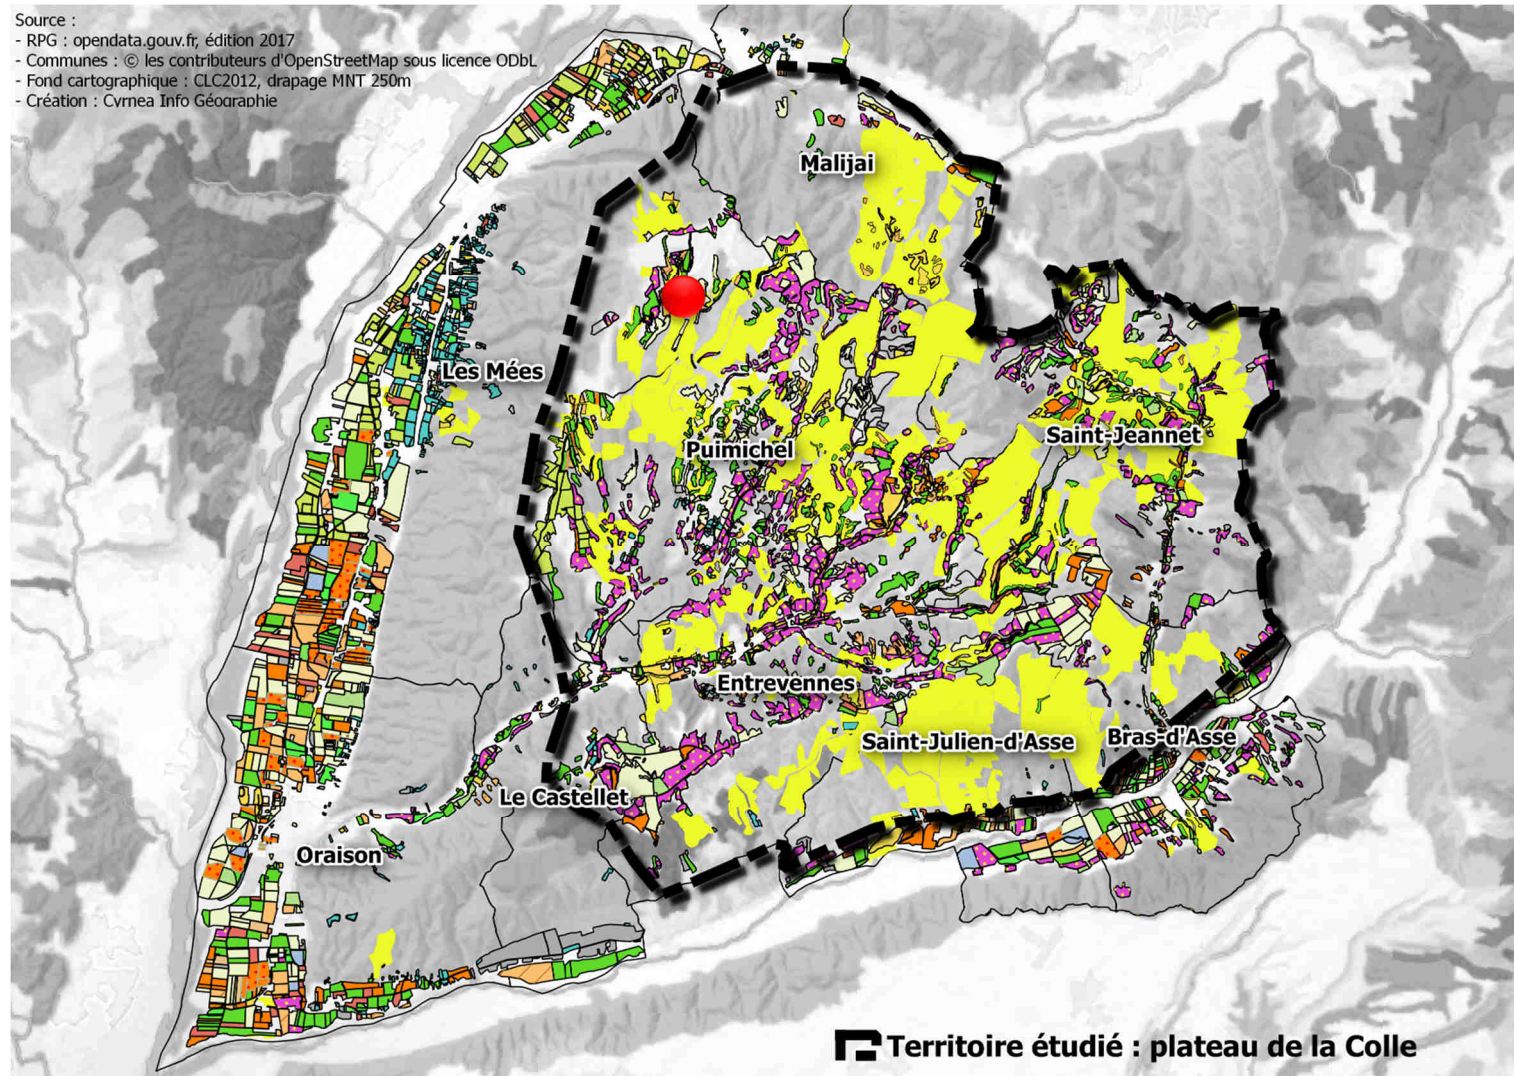 Source :
- RPG : opendata.gouv.fr, édition 2017
- Communes : © les contributeurs d'OpenStreetMap sous licence ODbL
- Fond cartographique : CLC2012, drapage MNT 250m
- Création : Cyrnea Info Géographie
Malijai
Les Mées
Puimichel
Saint-Jeannet
Entrevennes
Saint-Julien-d'Asse
Bras-d'Asse
Le Castellet
Oraison
Territoire étudié : plateau de la Colle